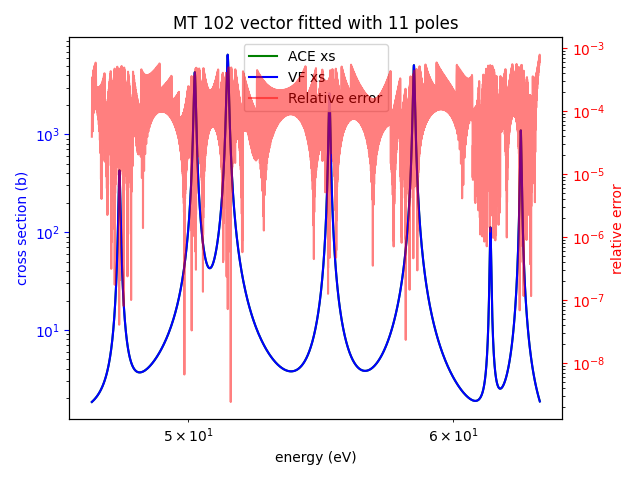 MT 102 vector fitted with 11 poles
ACE xs
VF xs
Relative error
cross section (b)
10³
10²
10¹
relative error
10⁻³
10⁻⁴
10⁻⁵
10⁻⁶
10⁻⁷
10⁻⁸
5 × 10¹
6 × 10¹
energy (eV)